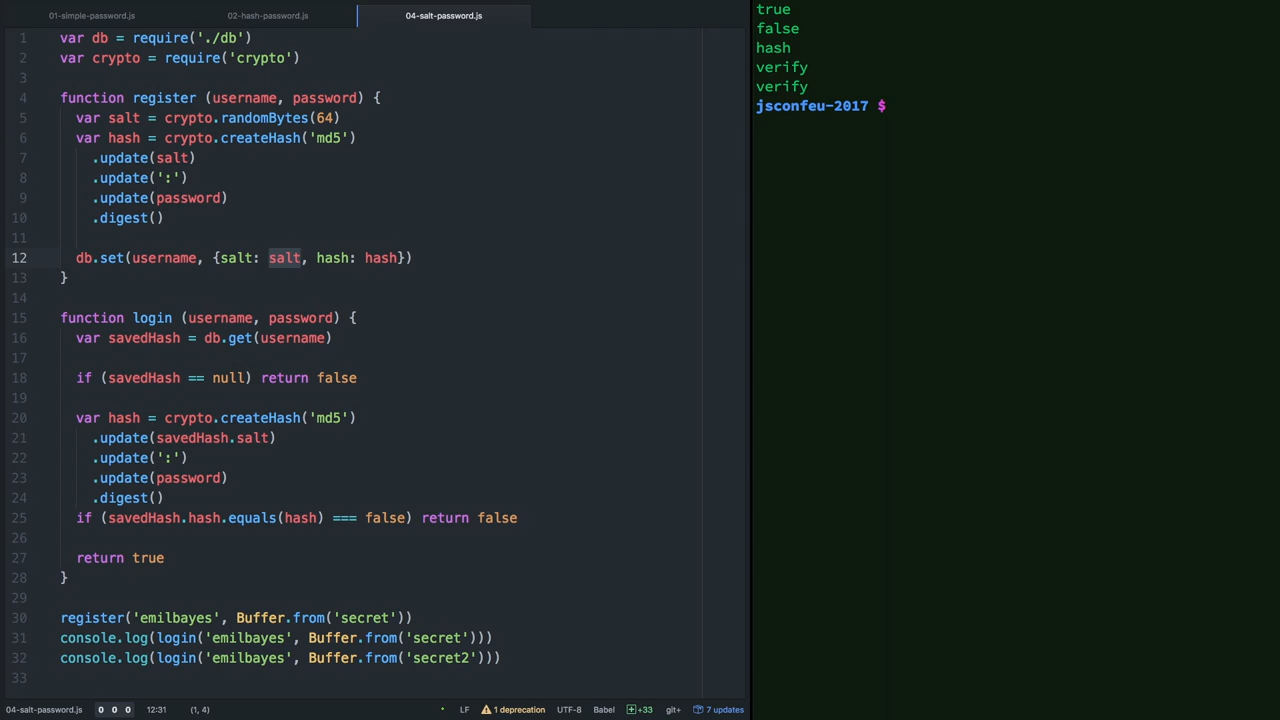 01-simple-password.js 02-hash-password.js 04-salt-password.js
1 var db = require('./db')
2 var crypto = require('crypto')
3
4 function register (username, password) {
5 var salt = crypto.randomBytes(64)
6 var hash = crypto.createHash('md5')
7 .update(salt)
8 .update(':')
9 .update(password)
10 .digest()
11
12 db.set(username, {salt: salt, hash: hash})
13 }
14
15 function login (username, password) {
16 var savedHash = db.get(username)
17
18 if (savedHash == null) return false
19
20 var hash = crypto.createHash('md5')
21 .update(savedHash.salt)
22 .update(':')
23 .update(password)
24 .digest()
25 if (savedHash.hash.equals(hash) === false) return false
26
27 return true
28 }
29
30 register('emilbayes', Buffer.from('secret'))
31 console.log(login('emilbayes', Buffer.from('secret')))
32 console.log(login('emilbayes', Buffer.from('secret2')))
33
04-salt-password.js 0 0 0 12:31 (1, 4) LF 1 deprecation UTF-8 Babel +33 git+ 7 updates
true
false
hash
verify
verify
jsconfeu-2017 $